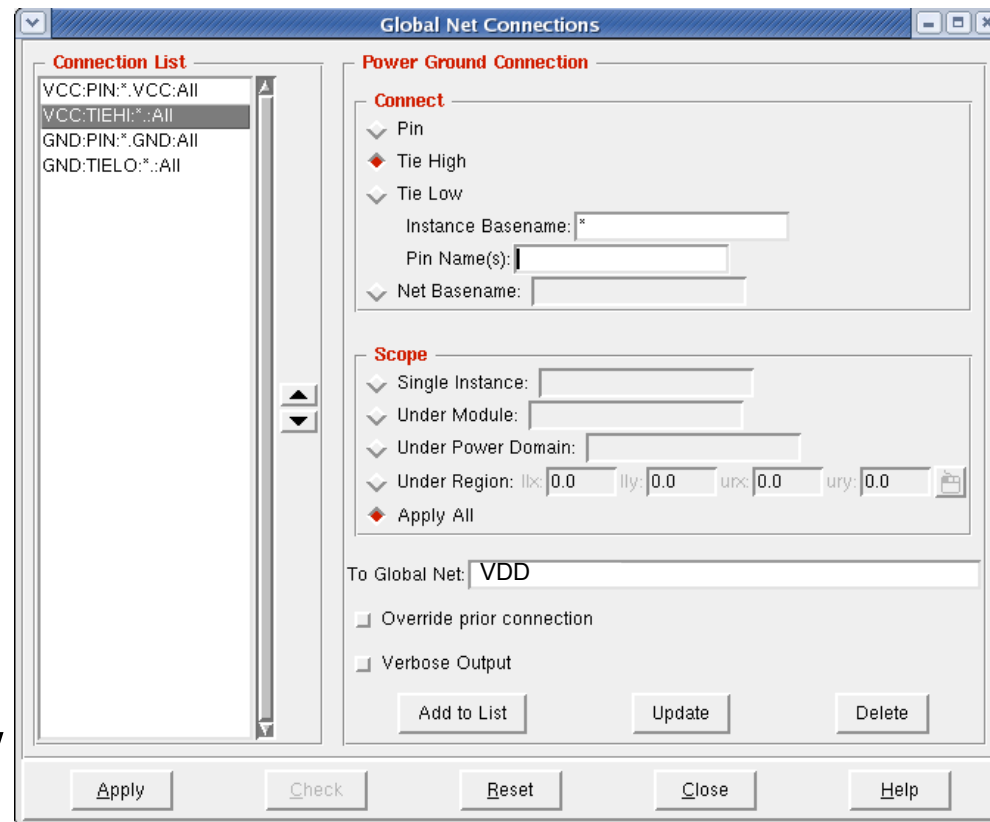 Global Net Connections
Connection List
VCC:PIN:*.VCC:All
VCC:TIEHI:*.:All
GND:PIN:*.GND:All
GND:TIELO:*.:All
Power Ground Connection
Connect
Pin
Tie High
Tie Low
Instance Basename: *
Pin Name(s):
Net Basename:
Scope
Single Instance:
Under Module:
Under Power Domain:
Under Region: llx: 0.0 lly: 0.0 urx: 0.0 ury: 0.0
Apply All
To Global Net: VDD
Override prior connection
Verbose Output
Add to List Update Delete
Apply Check Reset Close Help